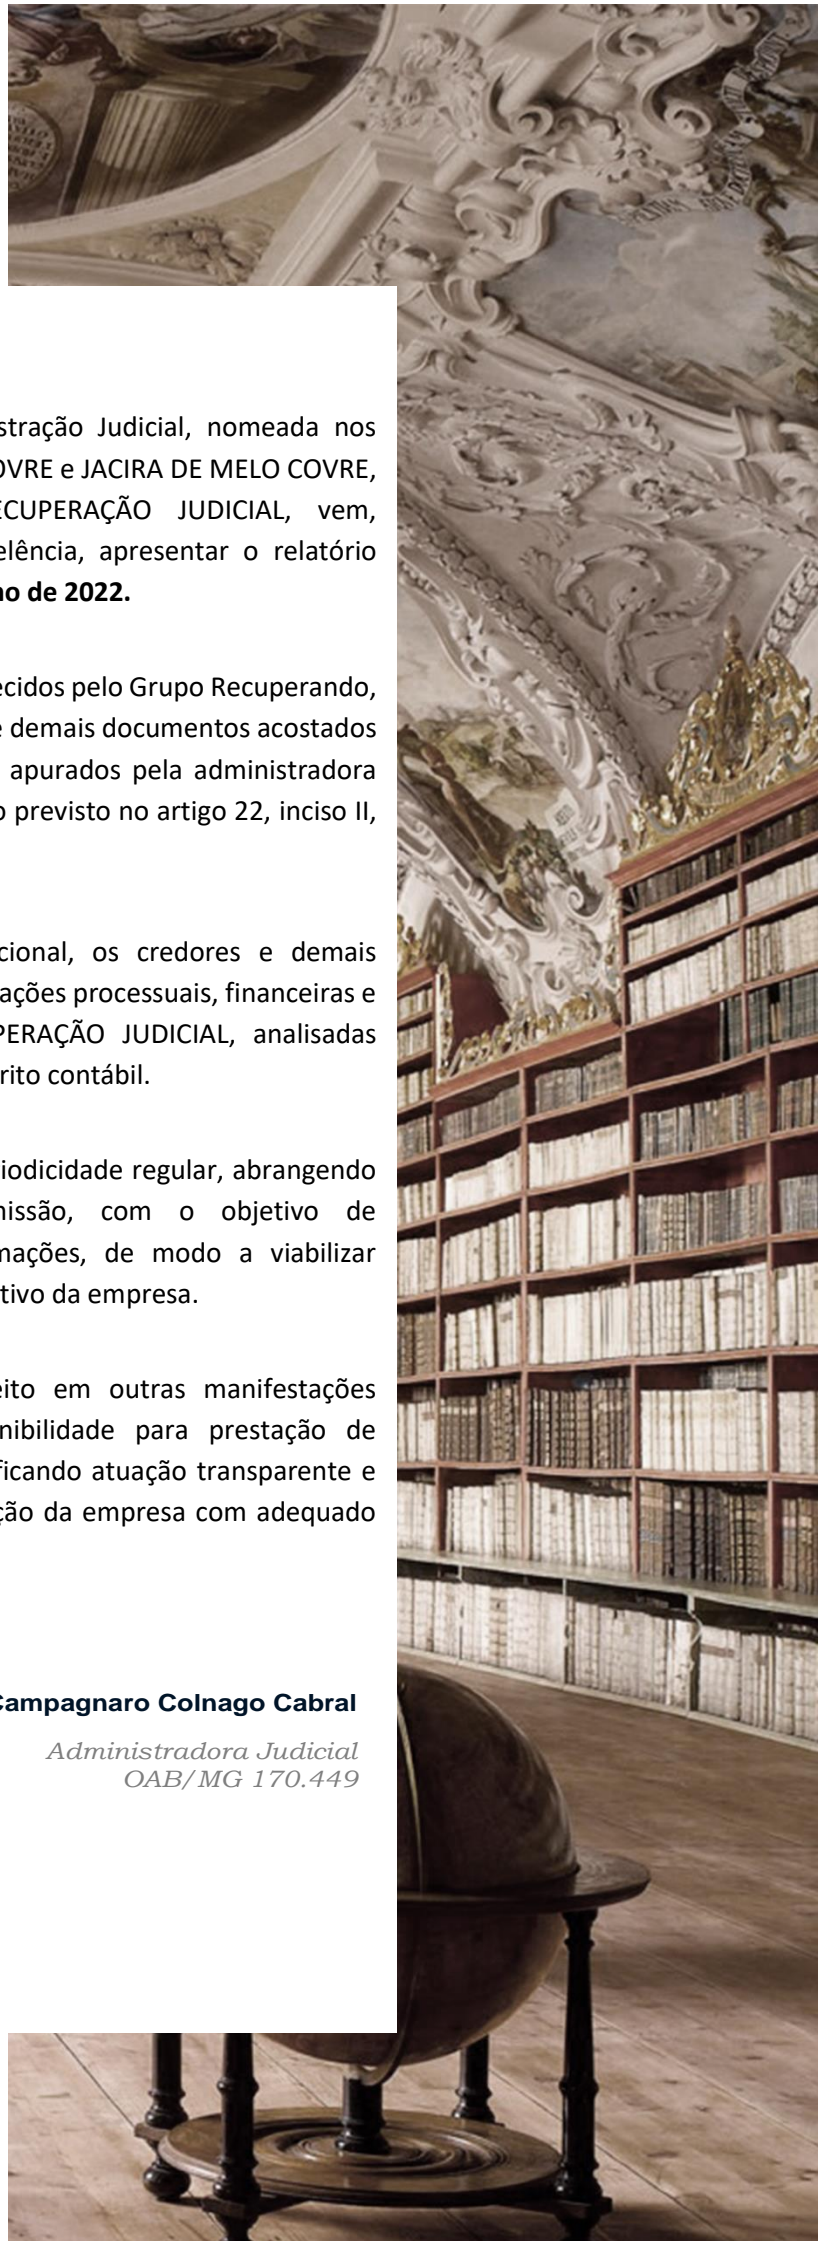 stração Judicial, nomeada nos
OVRE e JACIRA DE MELO COVRE,
ECUPERAÇÃO JUDICIAL, vem,
elência, apresentar o relatório
ho de 2022.
ecidos pelo Grupo Recuperando,
e demais documentos acostados
apurados pela administradora
o previsto no artigo 22, inciso II,
cional, os credores e demais
ações processuais, financeiras e
PERAÇÃO JUDICIAL, analisadas
rito contábil.
iodicidade regular, abrangendo
missão, com o objetivo de
mações, de modo a viabilizar
tivo da empresa.
eito em outras manifestações
nibilidade para prestação de
ficando atuação transparente e
ção da empresa com adequado
Campagnaro Colnago Cabral
Administradora Judicial
OAB/MG 170.449